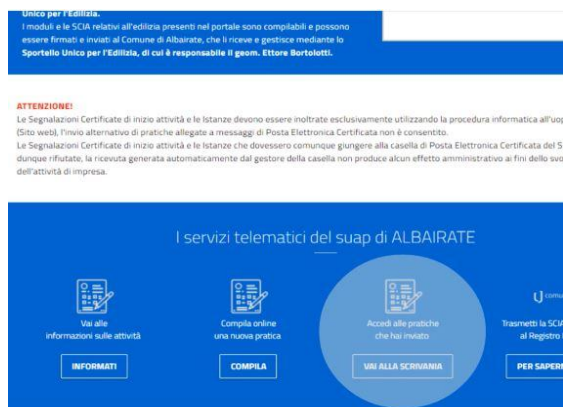 Unico per l'Edilizia.
I moduli e le SCIA relativi all'edilizia presenti nel portale sono compilabili e possono
essere firmati e inviati al Comune di Albairate, che li riceve e gestisce mediante lo
Sportello Unico per l'Edilizia, di cui è responsabile il geom. Ettore Bortolotti.
ATTENZIONE!
Le Segnalazioni Certificate di inizio attività e le Istanze devono essere inoltrate esclusivamente utilizzando la procedura informatica all'uop
(Sito web), l'invio alternativo di pratiche allegate a messaggi di Posta Elettronica Certificata non è consentito.
Le Segnalazioni Certificate di inizio attività e le Istanze che dovessero comunque giungere alla casella di Posta Elettronica Certificata del S
dunque rifiutate, la ricevuta generata automaticamente dal gestore della casella non produce alcun effetto amministrativo ai fini dello svo
dell'attività di impresa.
I servizi telematici del suap di ALBAIRATE
Vai alle
informazioni sulle attività
INFORMATI
Compila online
una nuova pratica
COMPILA
Accedi alle pratiche
che hai inviato
VAI ALLA SCRIVANIA
comu
Trasmetti la SCIA
al Registro
PER SAPERN